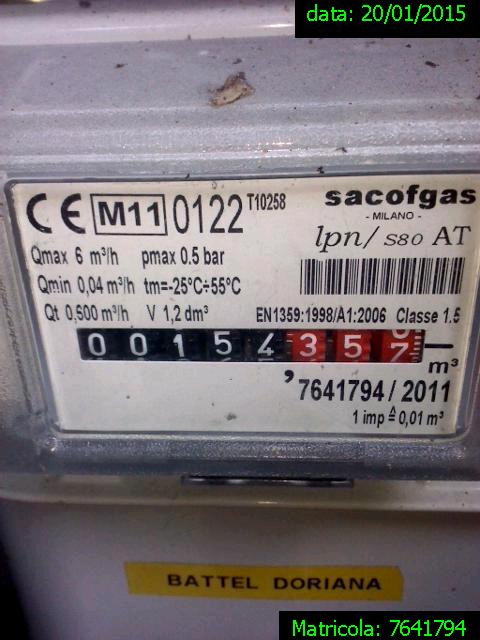 data: 20/01/2015
CE M11 0122 T10258
sacofgas
- MILANO -
lpn/ S80 AT
Qmax 6 m³/h pmax 0.5 bar
Qmin 0,04 m³/h tm=-25°C÷55°C
Qt 0,600 m³/h V 1,2 dm³
EN1359:1998/A1:2006 Classe 1.5
0 0 1 5 4 3 5 7
m³
, 7641794 / 2011
1 imp ≙ 0,01 m³
BATTEL DORIANA
Matricola: 7641794